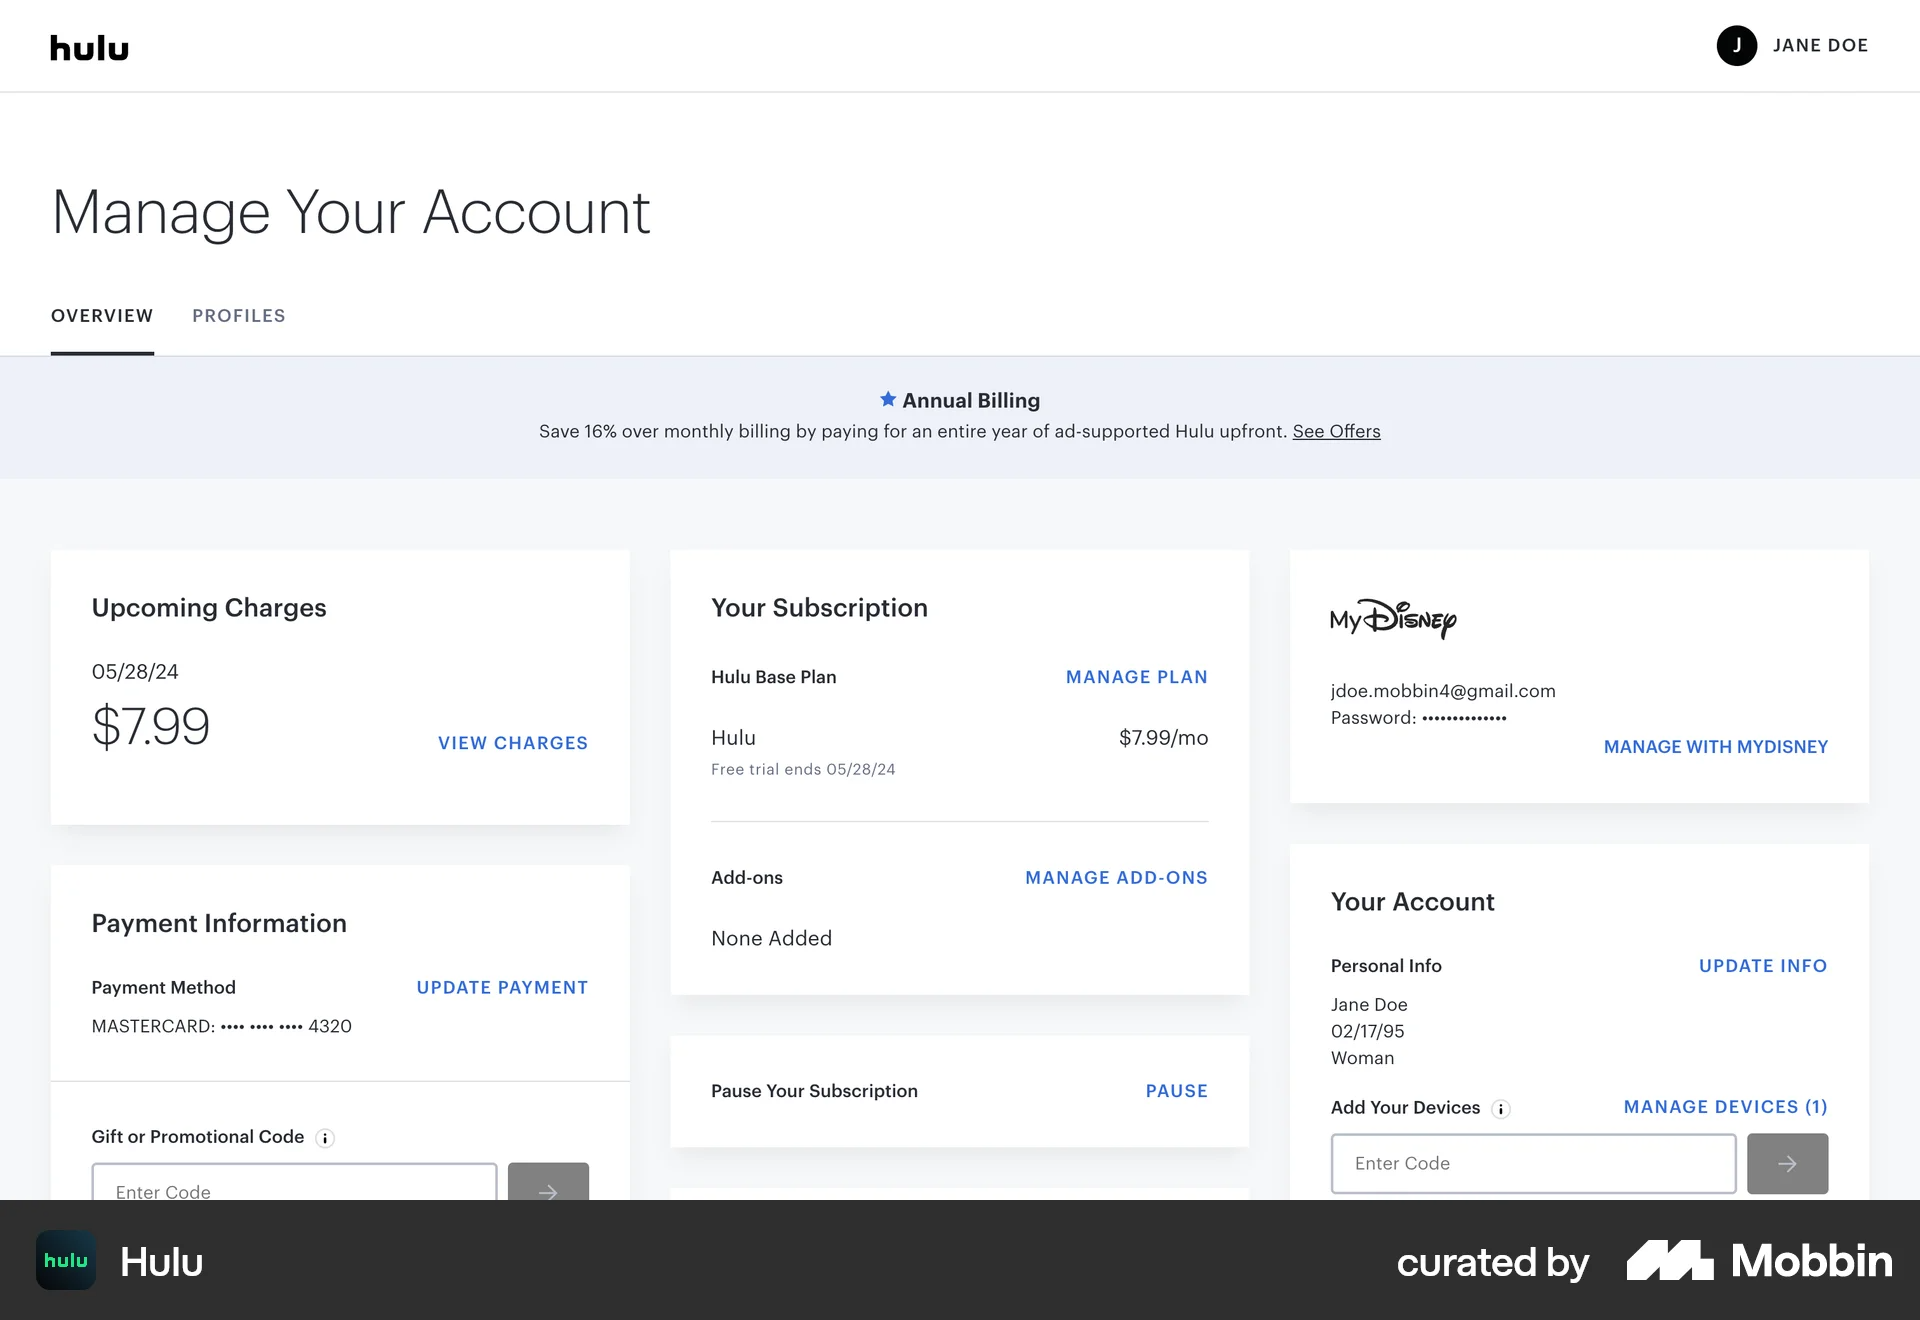 hulu
J JANE DOE
Manage Your Account
OVERVIEW PROFILES
Annual Billing
Save 16% over monthly billing by paying for an entire year of ad-supported Hulu upfront. See Offers
Upcoming Charges
05/28/24
$7.99
VIEW CHARGES
Payment Information
Payment Method UPDATE PAYMENT
MASTERCARD: •••• •••• •••• 4320
Gift or Promotional Code i
Enter Code
Your Subscription
Hulu Base Plan MANAGE PLAN
Hulu $7.99/mo
Free trial ends 05/28/24
Add-ons MANAGE ADD-ONS
None Added
Pause Your Subscription PAUSE
My Disney
jdoe.mobbin4@gmail.com
Password: ••••••••••••••
MANAGE WITH MYDISNEY
Your Account
Personal Info UPDATE INFO
Jane Doe
02/17/95
Woman
Add Your Devices i MANAGE DEVICES (1)
Enter Code
hulu Hulu
curated by Mobbin